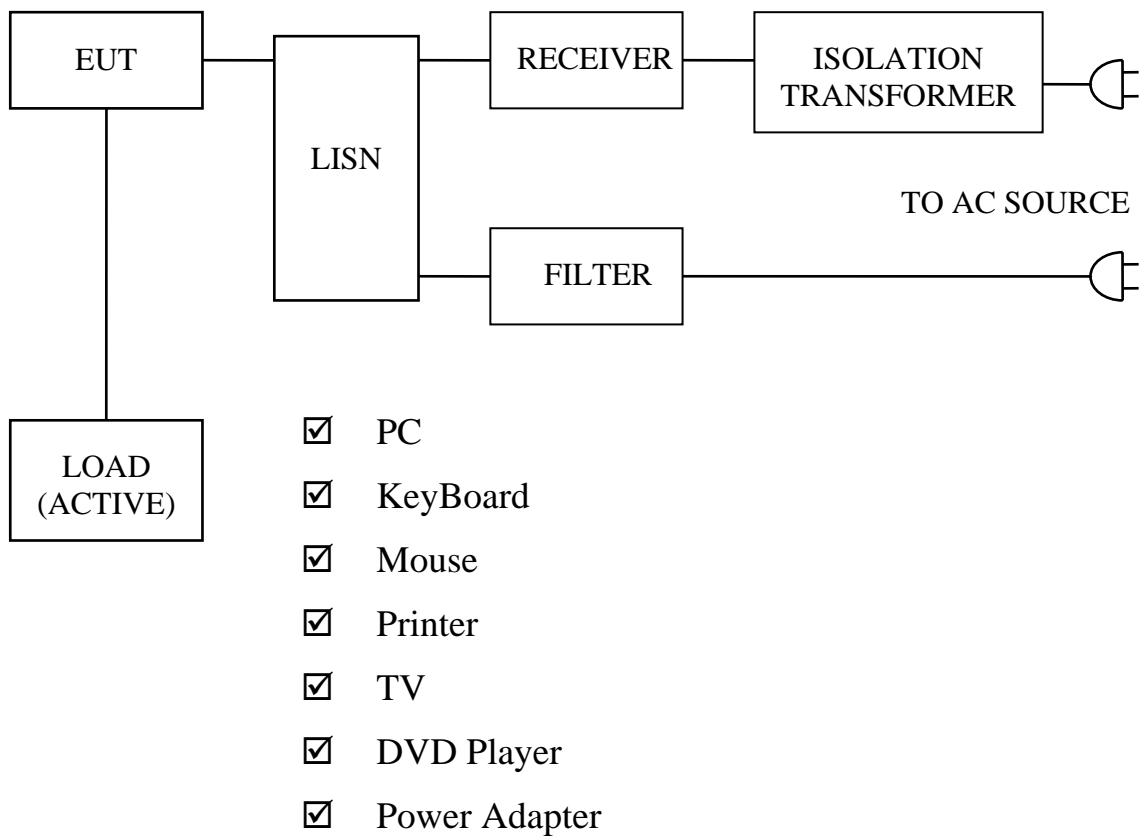 EUT
LISN
RECEIVER
ISOLATION
TRANSFORMER
TO AC SOURCE
FILTER
LOAD
(ACTIVE)
☑ PC
☑ KeyBoard
☑ Mouse
☑ Printer
☑ TV
☑ DVD Player
☑ Power Adapter